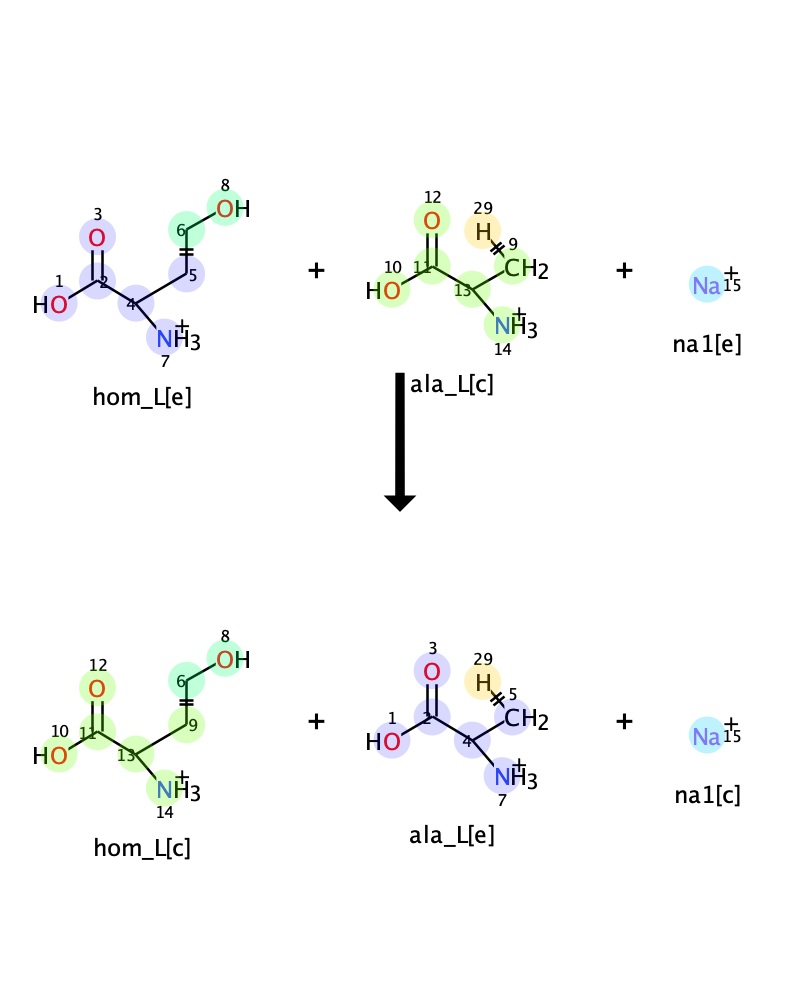 8
OH
6
3
O
5
1
HO
2
4
NH3
+
7
hom_L[e]
+
12
O
29
H
9
CH2
10
HO
11
13
NH3
+
14
ala_L[c]
+
Na
+
15
na1[e]
8
OH
6
12
O
9
10
HO
11
13
NH3
+
14
hom_L[c]
+
3
O
29
H
5
CH2
1
HO
2
4
NH3
+
7
ala_L[e]
+
Na
+
15
na1[c]